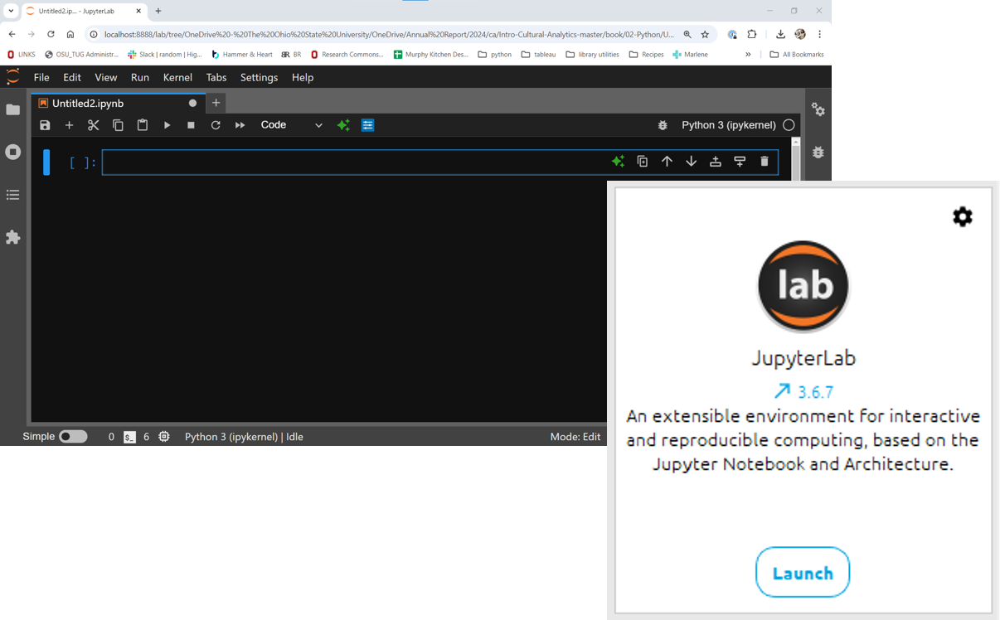 Untitled2.ip... - JupyterLab
localhost:8888/lab/tree/OneDrive%20-%20The%20Ohio%20State%20University/OneDrive/Annual%20Report/2024/ca/Intro-Cultural-Analytics-master/book/02-Python/U...
LINKS OSU_TUG Administr... Slack | random | Hig... Hammer & Heart BR BR Research Commons... Murphy Kitchen Des... python tableau library utilities Recipes Marlene » All Bookmarks
File Edit View Run Kernel Tabs Settings Help
Untitled2.ipynb
Code Python 3 (ipykernel)
[ ]:
lab
JupyterLab
3.6.7
An extensible environment for interactive
and reproducible computing, based on the
Jupyter Notebook and Architecture.
Simple 0 $_ 6 Python 3 (ipykernel) | Idle Mode: Edit
Launch